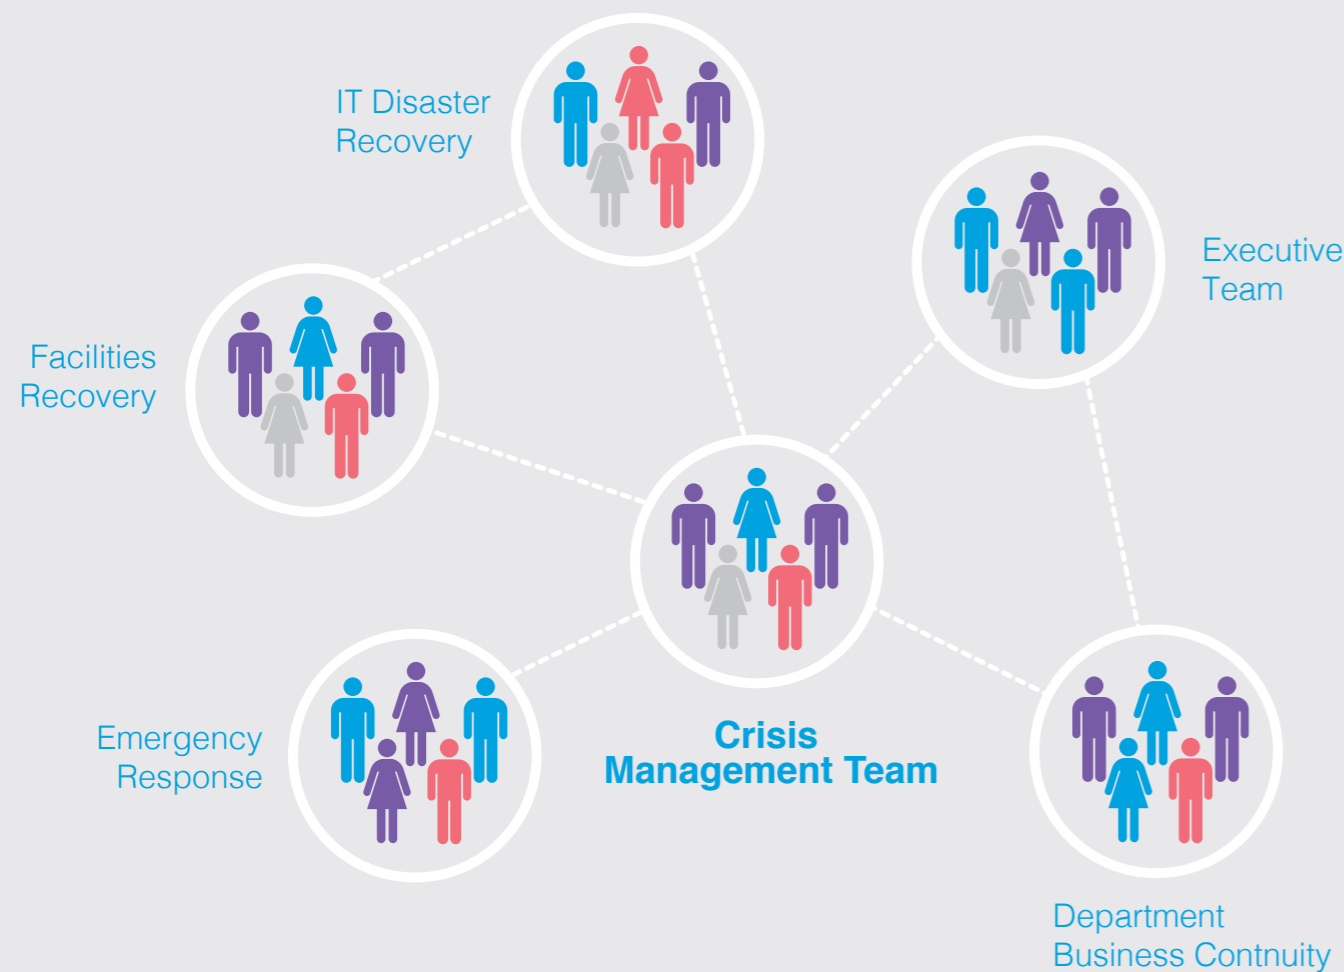 IT Disaster
Recovery
Executive
Team
Facilities
Recovery
Emergency
Response
Crisis
Management Team
Department
Business Contnuity